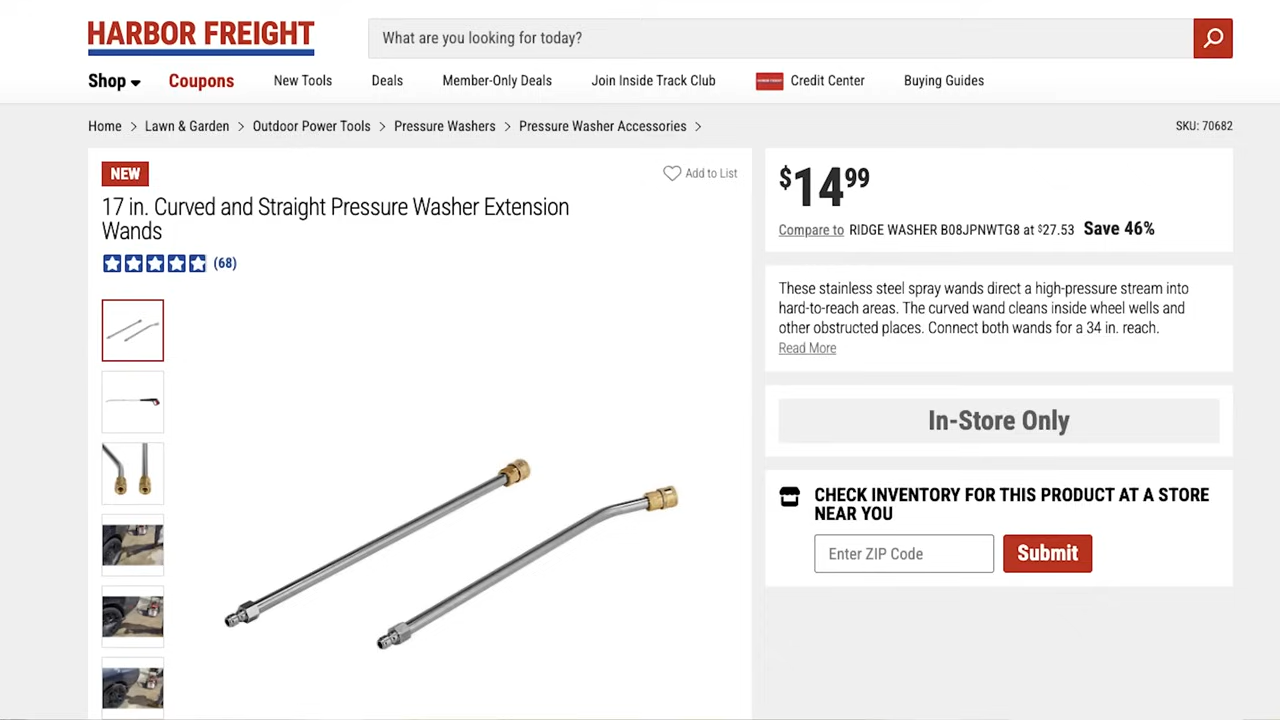 HARBOR FREIGHT
What are you looking for today?
Shop
Coupons
New Tools
Deals
Member-Only Deals
Join Inside Track Club
Credit Center
Buying Guides
Home > Lawn & Garden > Outdoor Power Tools > Pressure Washers > Pressure Washer Accessories >
SKU: 70682
NEW
Add to List
17 in. Curved and Straight Pressure Washer Extension
Wands
(68)
$14.99
Compare to RIDGE WASHER B08JPNWTG8 at $27.53 Save 46%
These stainless steel spray wands direct a high-pressure stream into
hard-to-reach areas. The curved wand cleans inside wheel wells and
other obstructed places. Connect both wands for a 34 in. reach.
Read More
In-Store Only
CHECK INVENTORY FOR THIS PRODUCT AT A STORE
NEAR YOU
Enter ZIP Code
Submit